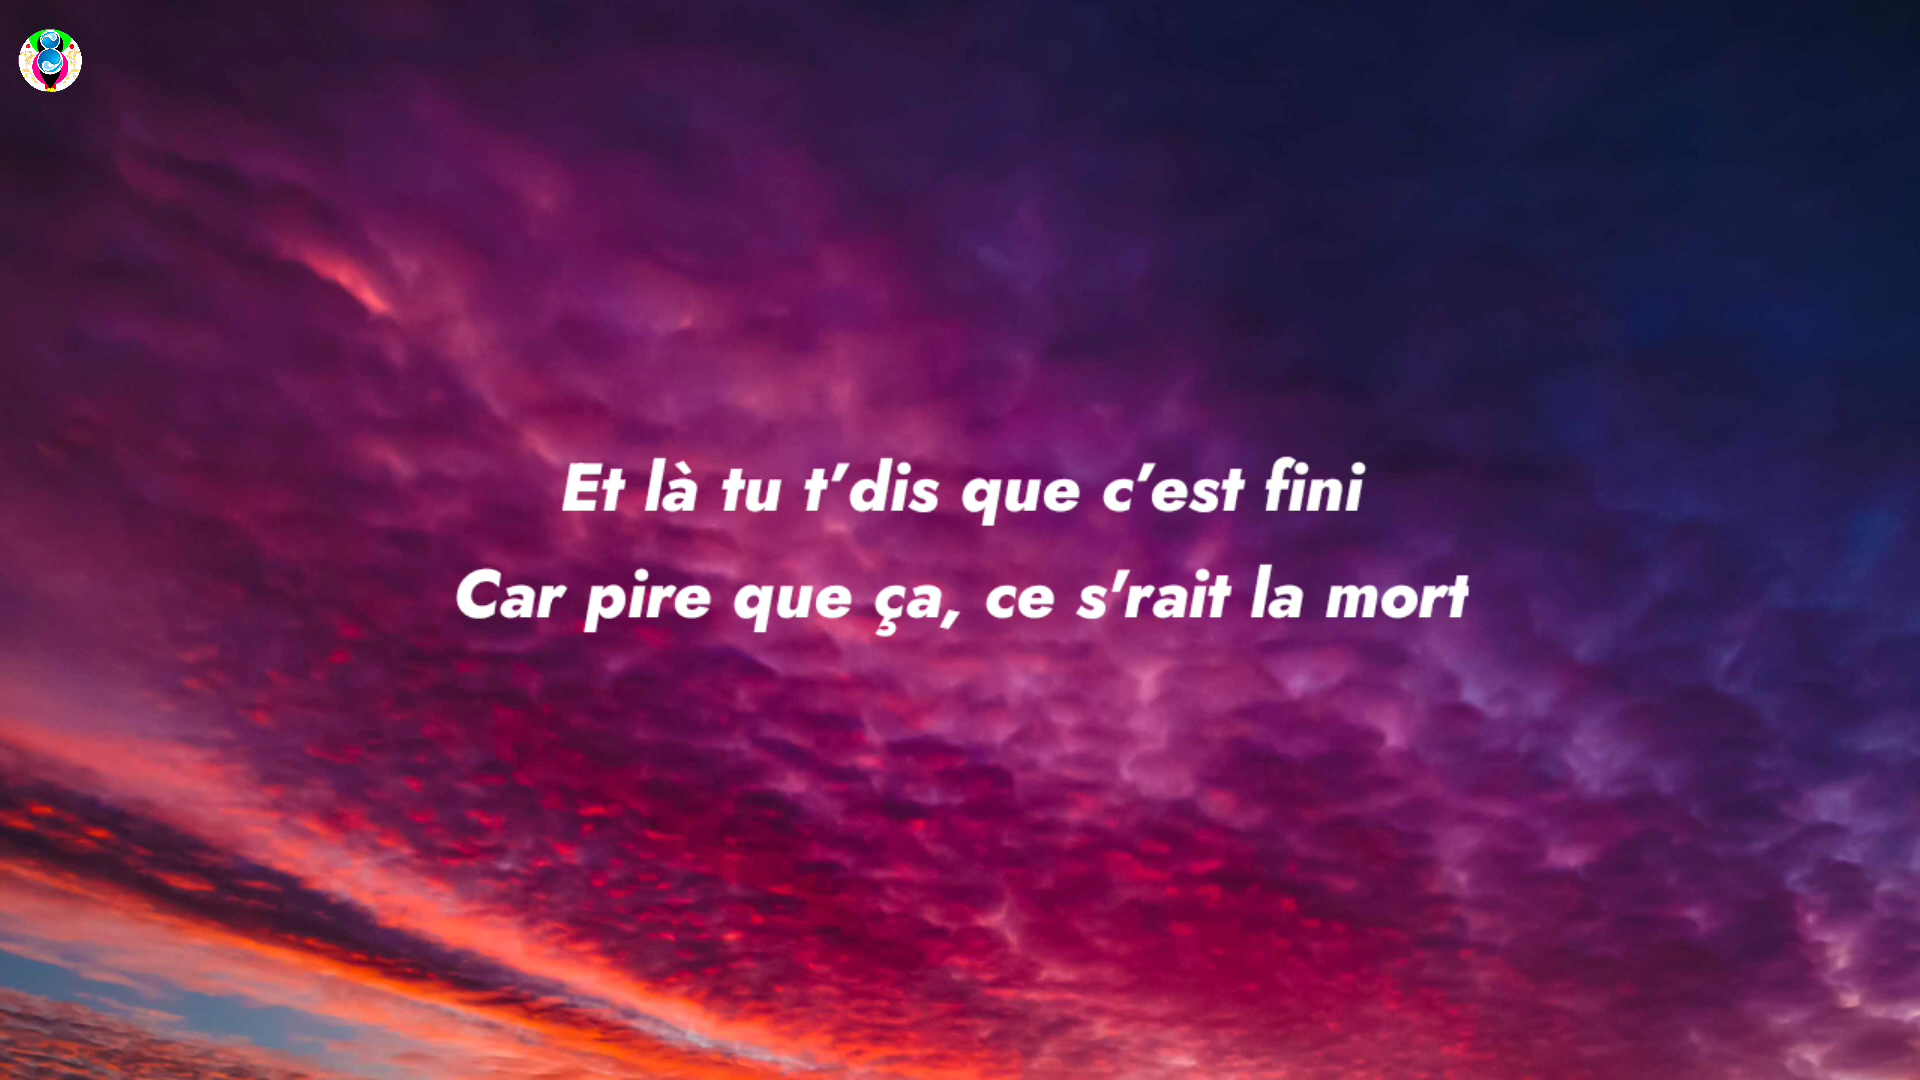 Et là tu t’dis que c’est fini
Car pire que ça, ce s'rait la mort